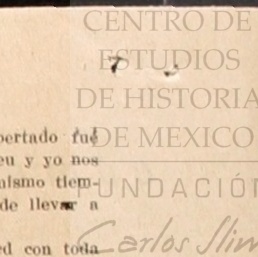 CENTRO DE
ESTUDIOS
DE HISTORIA
DE MEXICO
FUNDACIÓN
Carlos Slim
pertado fué
eu y yo nos
mismo tiem-
de llevar a
ed con toda